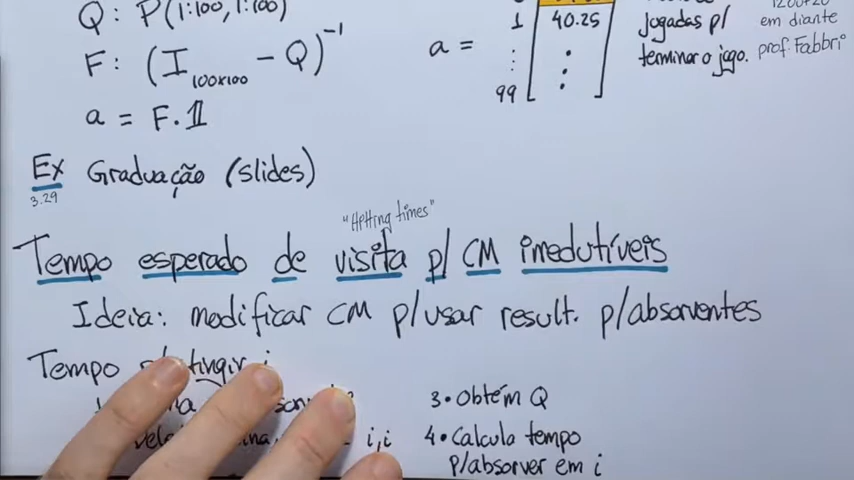 Q: P(1:100, 1:100)
F: (I 100x100 - Q)^-1
a = F.𝟙
a =
1
40.25
⋮
99
jogadas p/
terminar o jogo.
em diante
prof. Fabbri
Ex Graduação (slides)
3.29
"Hitting times"
Tempo esperado de visita p/ CM irredutíveis
Ideia: modificar CM p/usar result. p/absorventes
Tempo
i
i,i
3. Obtém Q
4. Calcula tempo
p/absorver em i